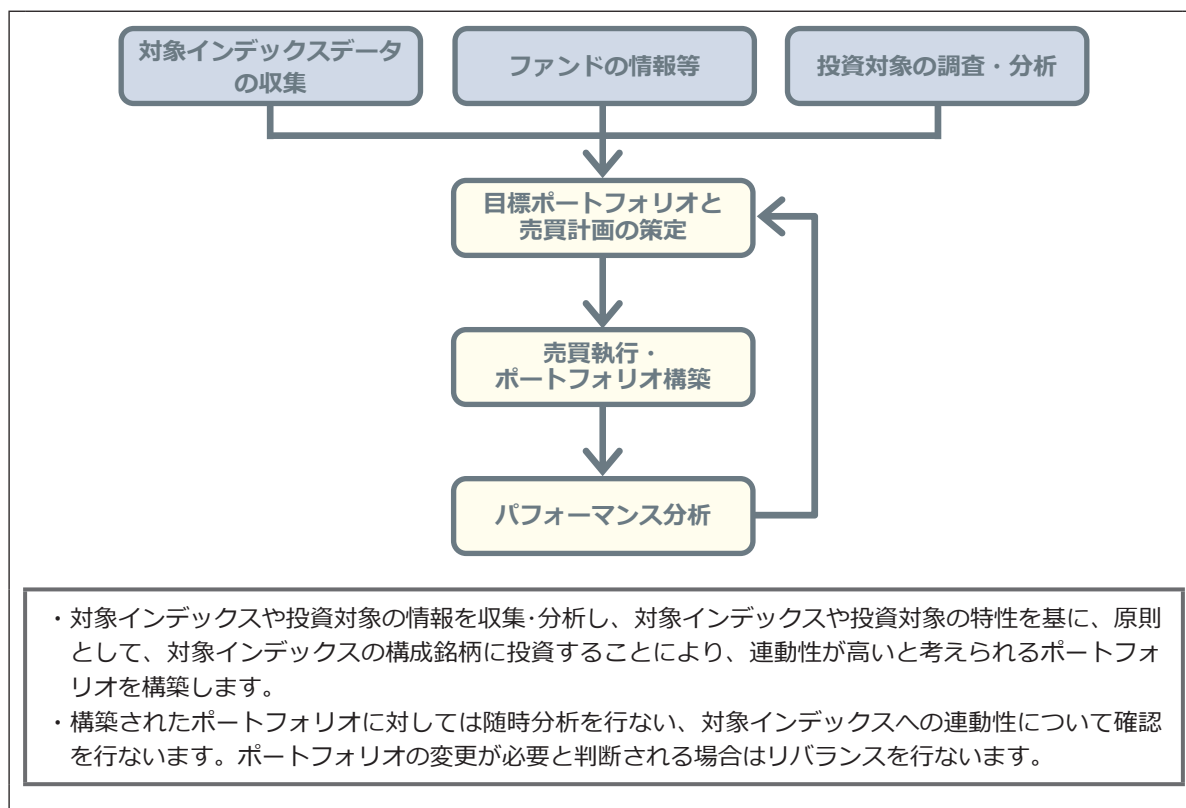 対象インデックスデータ
の収集
ファンドの情報等
投資対象の調査・分析
目標ポートフォリオと
売買計画の策定
売買執行・
ポートフォリオ構築
パフォーマンス分析
・対象インデックスや投資対象の情報を収集・分析し、対象インデックスや投資対象の特性を基に、原則
として、対象インデックスの構成銘柄に投資することにより、連動性が高いと考えられるポートフォ
リオを構築します。
・構築されたポートフォリオに対しては随時分析を行ない、対象インデックスへの連動性について確認
を行ないます。ポートフォリオの変更が必要と判断される場合はリバランスを行ないます。